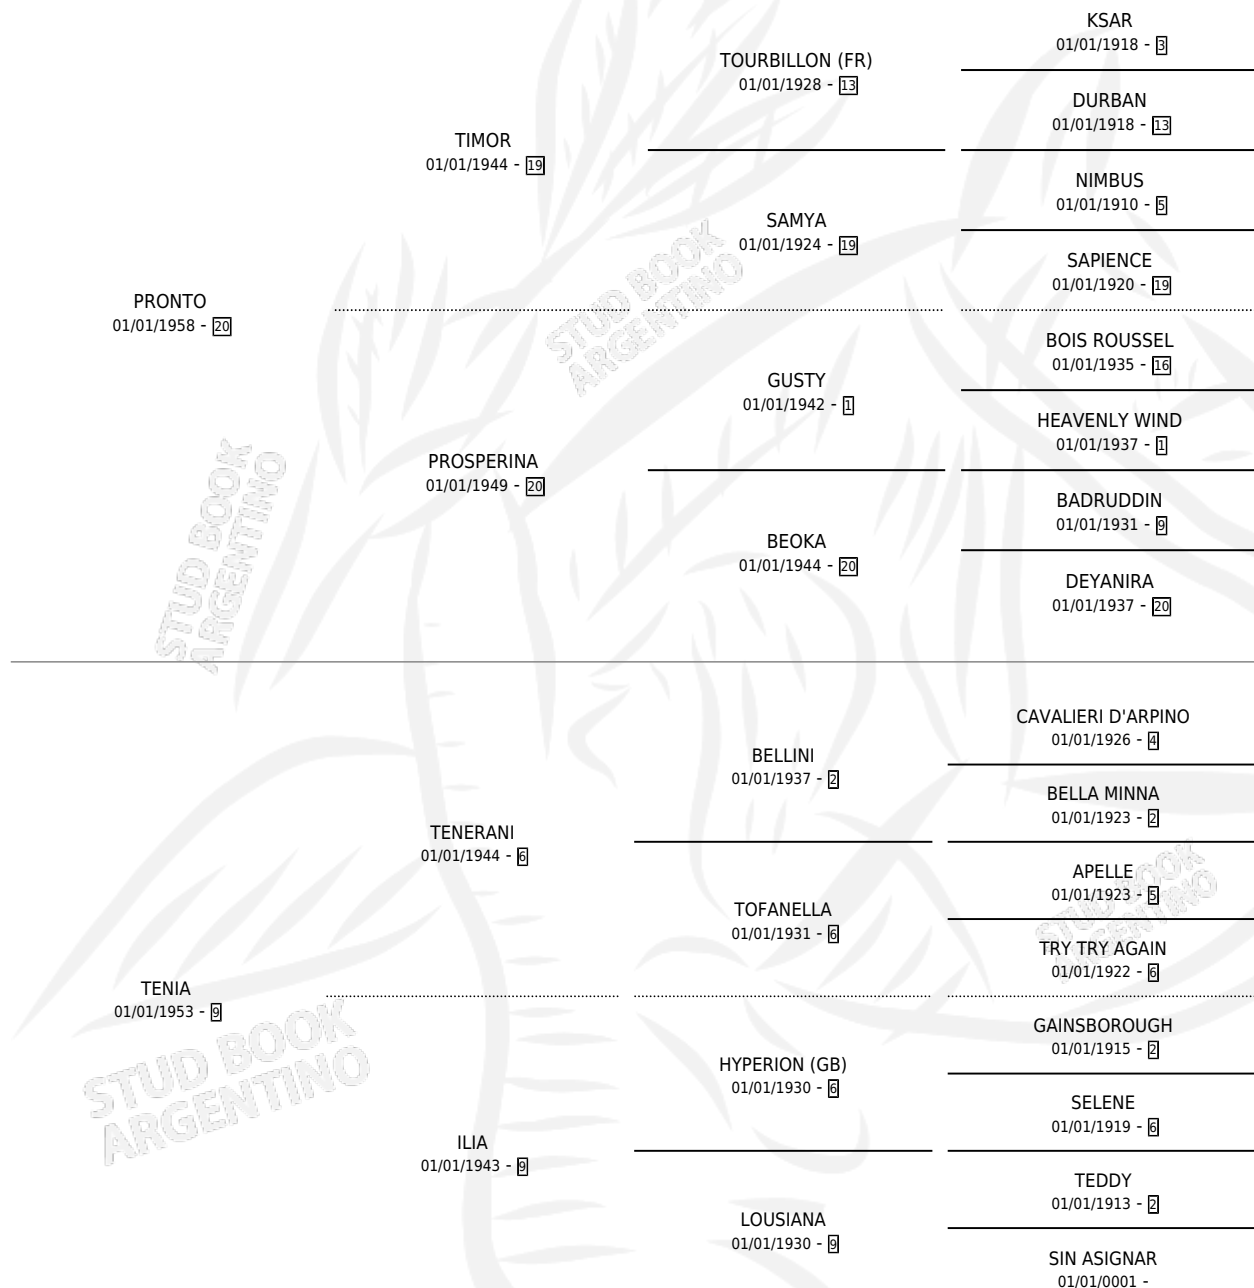 KSAR
01/01/1918 - 3
TOURBILLON (FR)
01/01/1928 - 13
DURBAN
01/01/1918 - 13
TIMOR
01/01/1944 - 19
NIMBUS
01/01/1910 - 5
SAMYA
01/01/1924 - 19
SAPIENCE
01/01/1920 - 19
PRONTO
01/01/1958 - 20
BOIS ROUSSEL
01/01/1935 - 16
GUSTY
01/01/1942 - 1
HEAVENLY WIND
01/01/1937 - 1
PROSPERINA
01/01/1949 - 20
BADRUDDIN
01/01/1931 - 9
BEOKA
01/01/1944 - 20
DEYANIRA
01/01/1937 - 20
CAVALIERI D'ARPINO
01/01/1926 - 4
BELLINI
01/01/1937 - 2
BELLA MINNA
01/01/1923 - 2
TENERANI
01/01/1944 - 6
APELLE
01/01/1923 - 5
TOFANELLA
01/01/1931 - 6
TRY TRY AGAIN
01/01/1922 - 6
TENIA
01/01/1953 - 9
GAINSBOROUGH
01/01/1915 - 2
HYPERION (GB)
01/01/1930 - 6
SELENE
01/01/1919 - 6
ILIA
01/01/1943 - 9
TEDDY
01/01/1913 - 2
LOUSIANA
01/01/1930 - 9
SIN ASIGNAR
01/01/0001 -
STUD BOOK
ARGENTINO
STUD BOOK
ARGENTINO
STUD BOOK
ARGENTINO
STUD BOOK
ARGENTINO